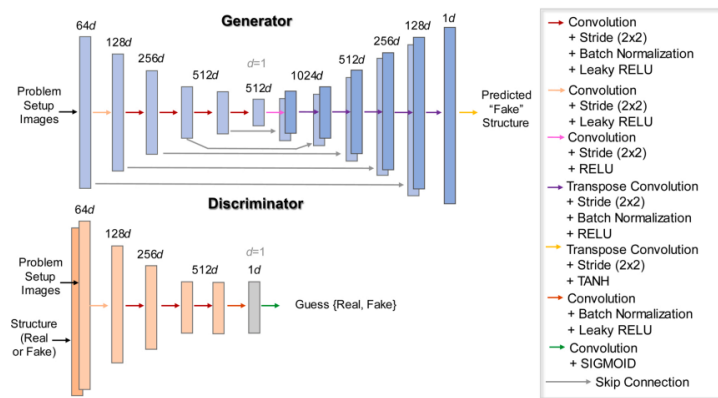 Generator
64d
128d
256d
512d
d=1
512d
1024d
512d
256d
128d
1d
Problem
Setup
Images
Predicted
“Fake”
Structure
Discriminator
64d
128d
256d
512d
d=1
1d
Problem
Setup
Images
Structure
(Real
or Fake)
Guess {Real, Fake}
Convolution
+ Stride (2x2)
+ Batch Normalization
+ Leaky RELU
Convolution
+ Stride (2x2)
+ Leaky RELU
Convolution
+ Stride (2x2)
+ RELU
Transpose Convolution
+ Stride (2x2)
+ Batch Normalization
+ RELU
Transpose Convolution
+ Stride (2x2)
+ TANH
Convolution
+ Batch Normalization
+ Leaky RELU
Convolution
+ SIGMOID
Skip Connection